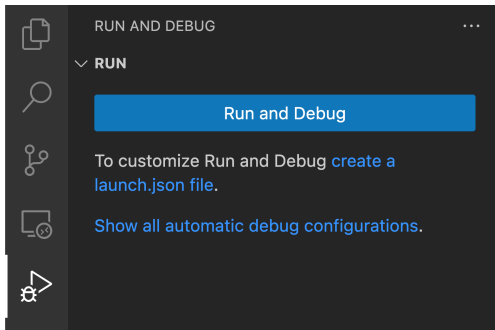 RUN AND DEBUG
RUN
Run and Debug
To customize Run and Debug create a
launch.json file.
Show all automatic debug configurations.